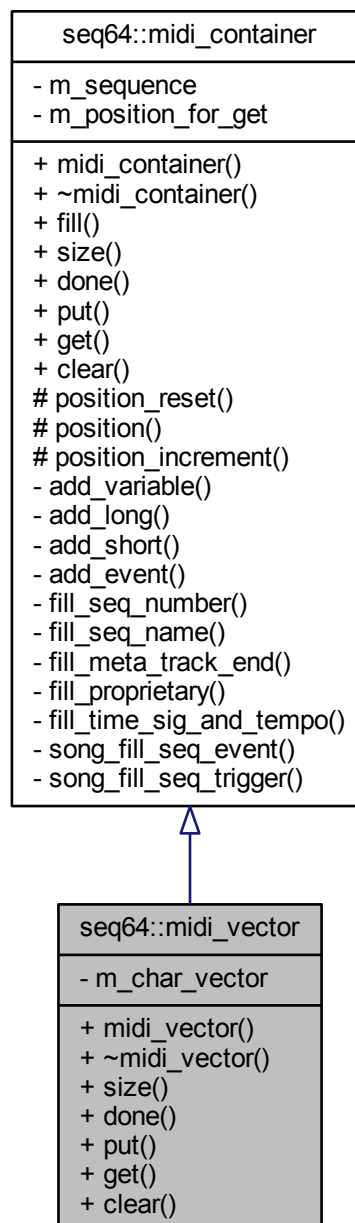 seq64::midi_container
- m_sequence
- m_position_for_get
+ midi_container()
+ ~midi_container()
+ fill()
+ size()
+ done()
+ put()
+ get()
+ clear()
# position_reset()
# position()
# position_increment()
- add_variable()
- add_long()
- add_short()
- add_event()
- fill_seq_number()
- fill_seq_name()
- fill_meta_track_end()
- fill_proprietary()
- fill_time_sig_and_tempo()
- song_fill_seq_event()
- song_fill_seq_trigger()
seq64::midi_vector
- m_char_vector
+ midi_vector()
+ ~midi_vector()
+ size()
+ done()
+ put()
+ get()
+ clear()